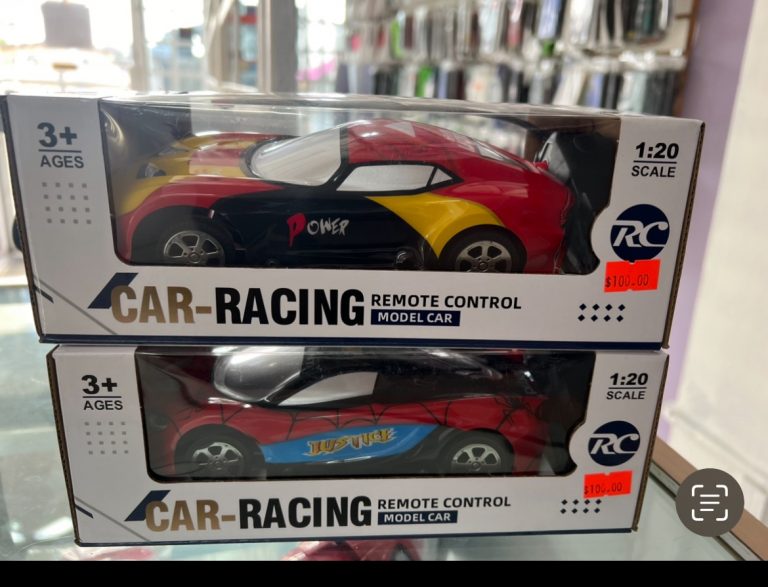 3+
AGES
1:20
SCALE
POWER
RC
$100.00
CAR-RACING REMOTE CONTROL
MODEL CAR
3+
AGES
1:20
SCALE
JUSTICE
RC
$100.00
CAR-RACING REMOTE CONTROL
MODEL CAR